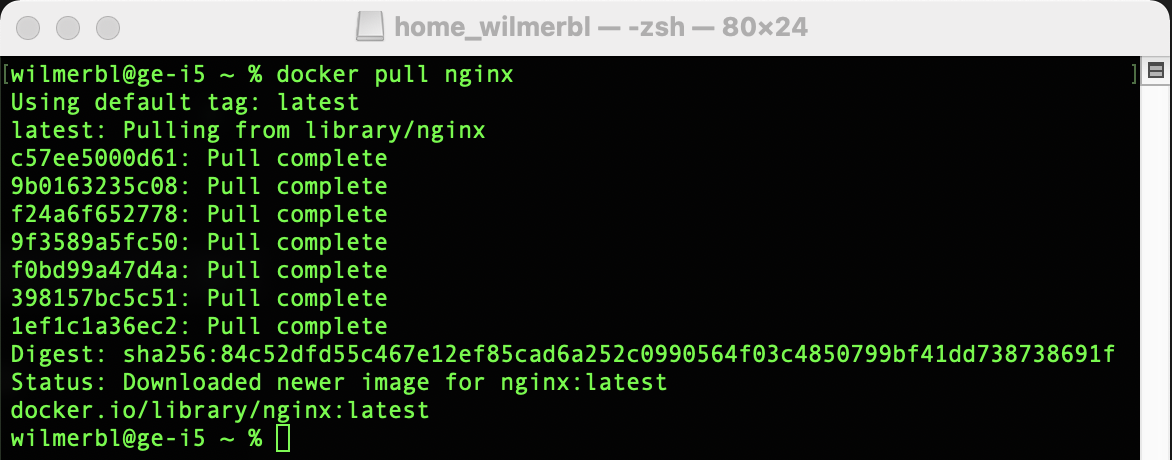 home_wilmerbl — -zsh — 80×24
[wilmerbl@ge-i5 ~ % docker pull nginx ]
Using default tag: latest
latest: Pulling from library/nginx
c57ee5000d61: Pull complete
9b0163235c08: Pull complete
f24a6f652778: Pull complete
9f3589a5fc50: Pull complete
f0bd99a47d4a: Pull complete
398157bc5c51: Pull complete
1ef1c1a36ec2: Pull complete
Digest: sha256:84c52dfd55c467e12ef85cad6a252c0990564f03c4850799bf41dd738738691f
Status: Downloaded newer image for nginx:latest
docker.io/library/nginx:latest
wilmerbl@ge-i5 ~ %